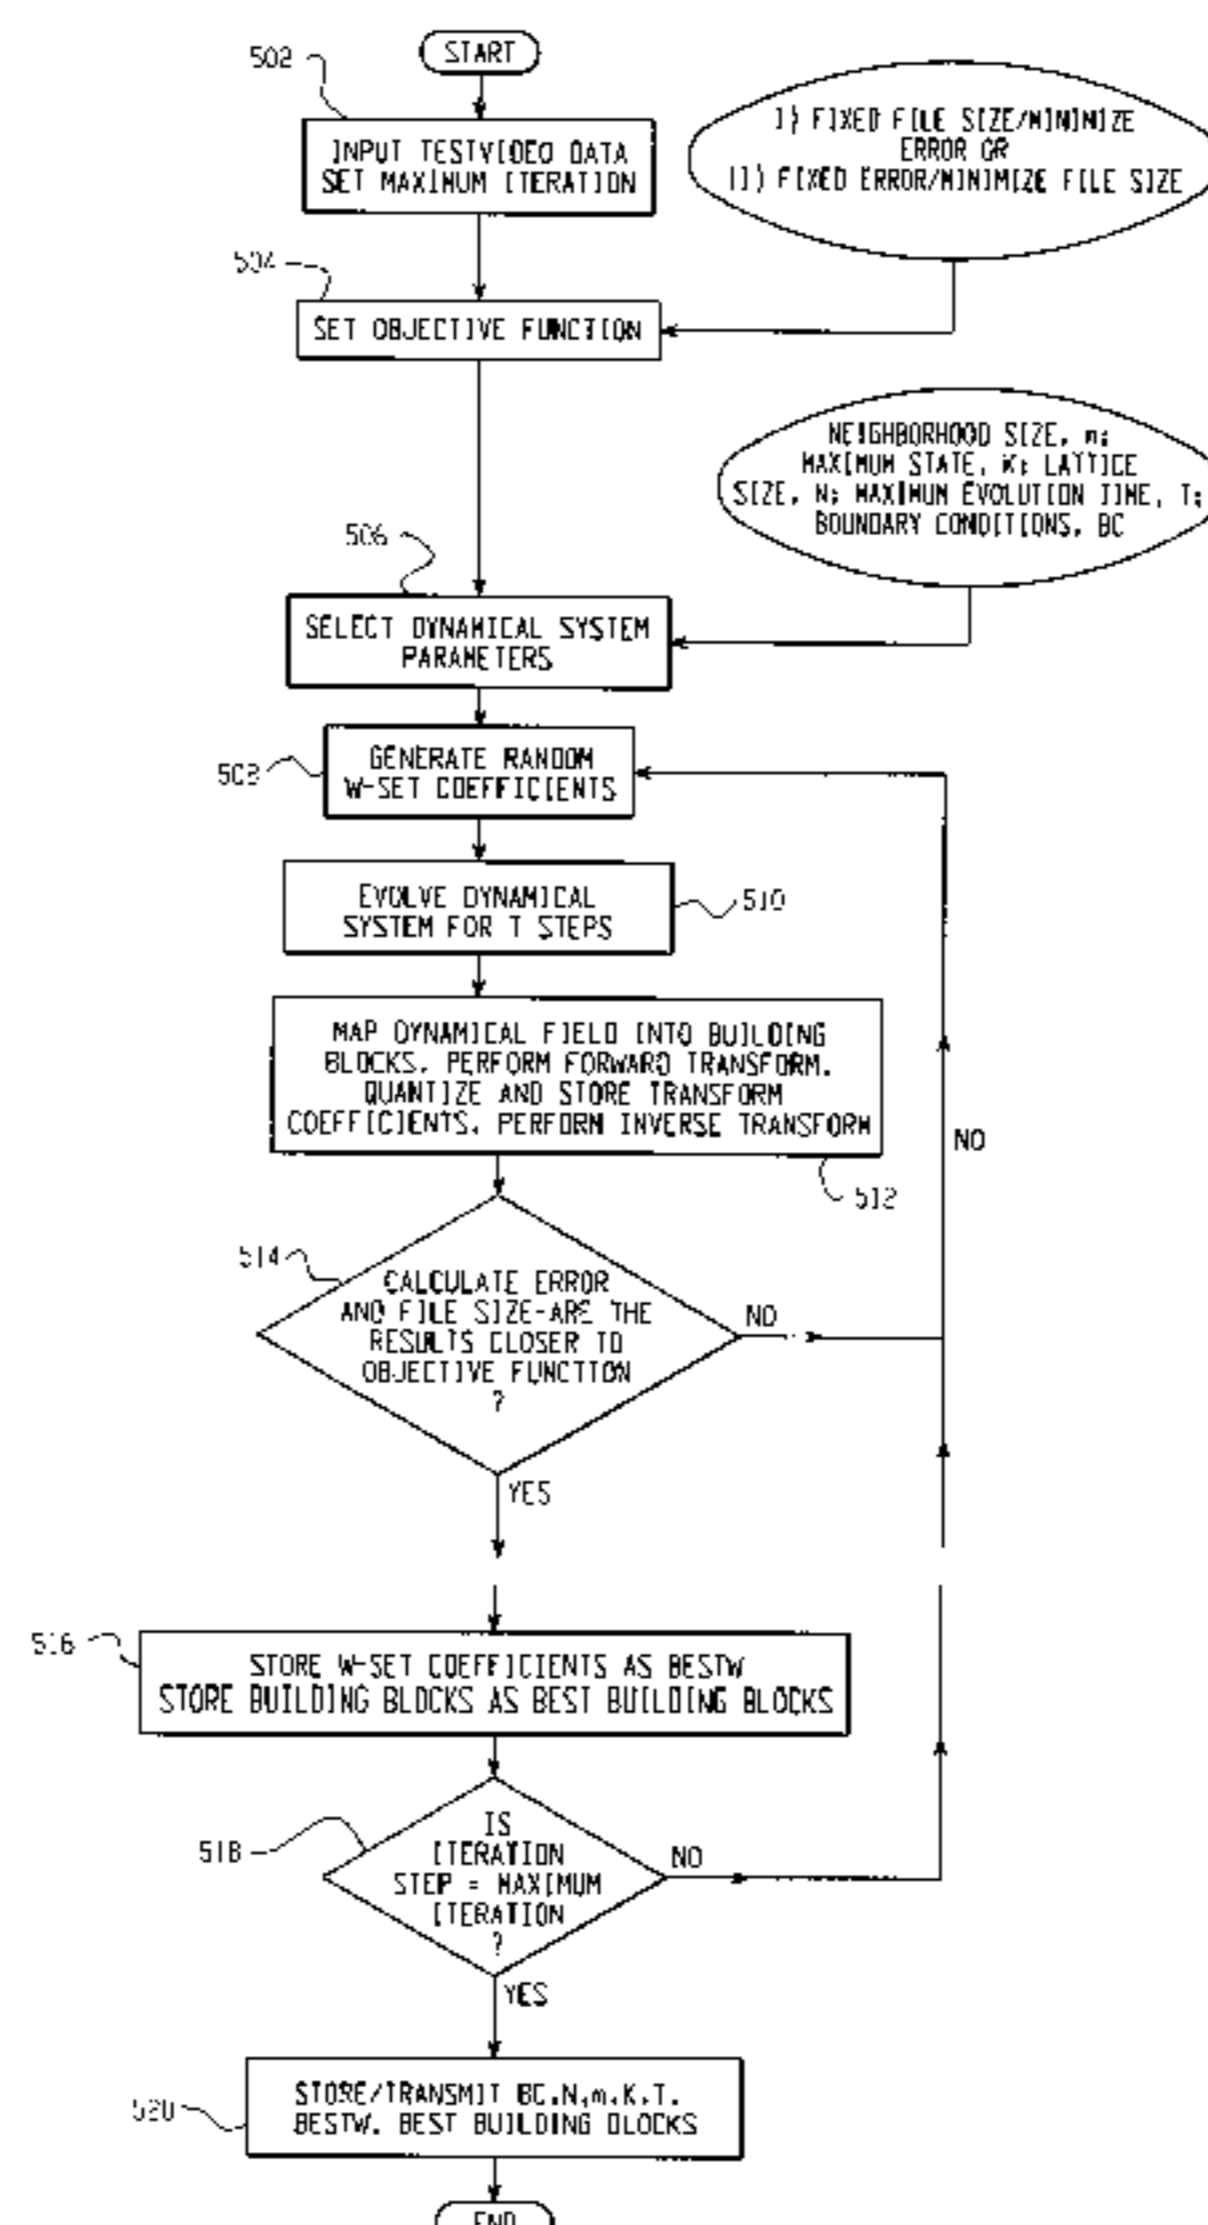 START
502
INPUT TESTVIDEO DATA
SET MAXIMUM ITERATION
I) FIXED FILE SIZE/MINIMIZE
ERROR OR
II) FIXED ERROR/MINIMIZE FILE SIZE
504
SET OBJECTIVE FUNCTION
NEIGHBORHOOD SIZE, m;
MAXIMUM STATE, K; LATTICE
SIZE, N; MAXIMUM EVOLUTION TIME, T;
BOUNDARY CONDITIONS, BC
506
SELECT DYNAMICAL SYSTEM
PARAMETERS
508
GENERATE RANDOM
W-SET COEFFICIENTS
EVOLVE DYNAMICAL
SYSTEM FOR T STEPS
510
MAP DYNAMICAL FIELD INTO BUILDING
BLOCKS, PERFORM FORWARD TRANSFORM,
QUANTIZE AND STORE TRANSFORM
COEFFICIENTS, PERFORM INVERSE TRANSFORM
NO
512
514
CALCULATE ERROR
AND FILE SIZE-ARE THE
RESULTS CLOSER TO
OBJECTIVE FUNCTION
?
NO
YES
516
STORE W-SET COEFFICIENTS AS BESTW
STORE BUILDING BLOCKS AS BEST BUILDING BLOCKS
518
IS
ITERATION
STEP = MAXIMUM
ITERATION
?
NO
YES
520
STORE/TRANSMIT BC,N,m,K,T,
BESTW, BEST BUILDING BLOCKS
END